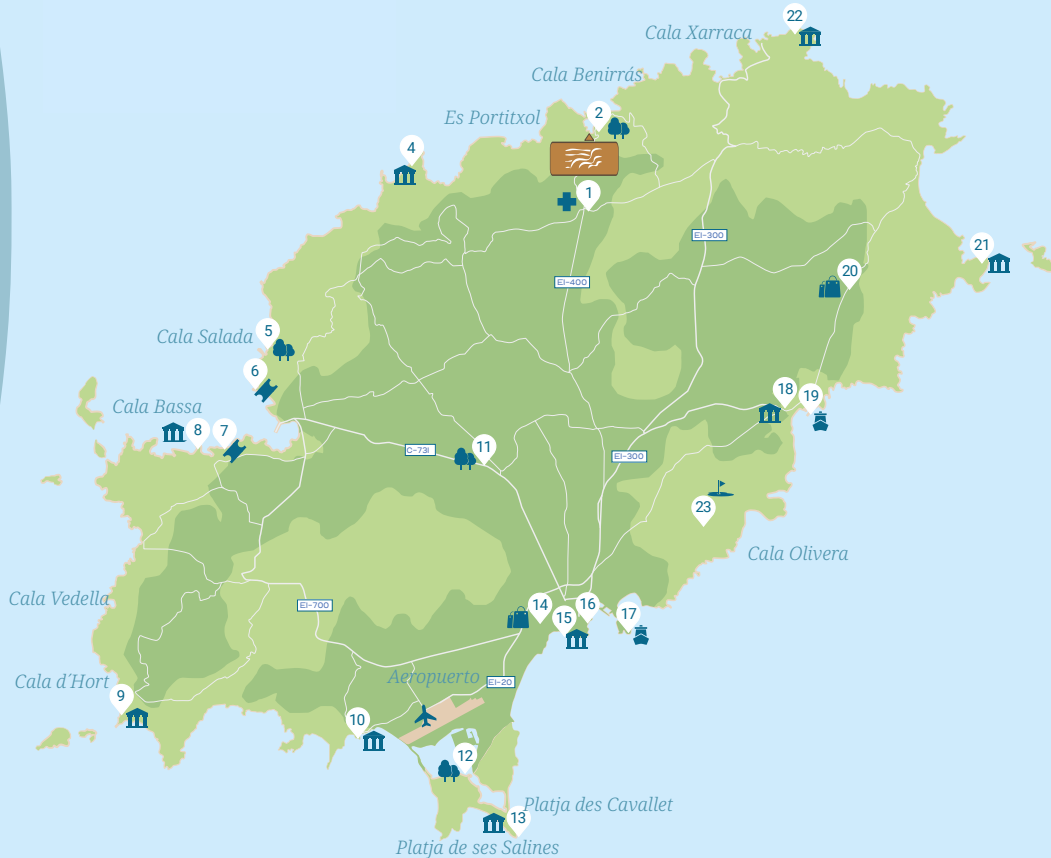 22
Cala Xarraca
Cala Benirrás
2
Es Portitxol
4
1
EI-300
21
20
EI-400
5
Cala Salada
6
18
19
Cala Bassa
8
7
C-731
11
EI-300
23
Cala Olivera
Cala Vedella
EI-700
14
16
15
17
Cala d´Hort
Aeropuerto
EI-20
9
10
12
Platja des Cavallet
13
Platja de ses Salines